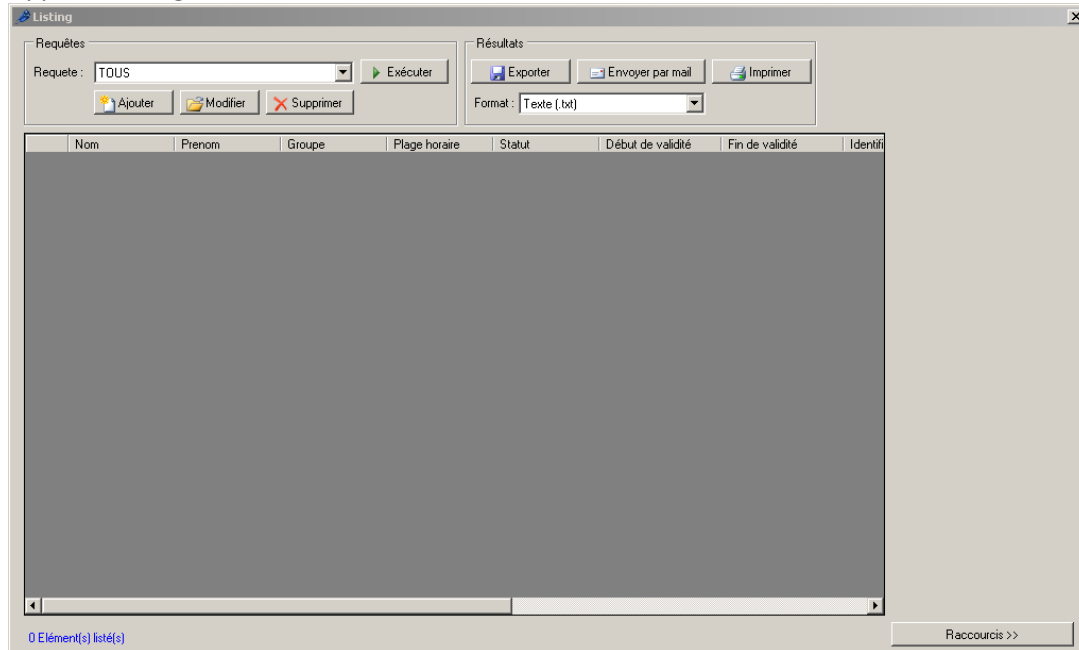 Listing
Requêtes
Requete : TOUS Exécuter
Ajouter Modifier Supprimer
Résultats
Exporter Envoyer par mail Imprimer
Format : Texte (.txt)
Nom Prenom Groupe Plage horaire Statut Début de validité Fin de validité Identifi
0 Elément(s) listé(s)
Raccourcis >>